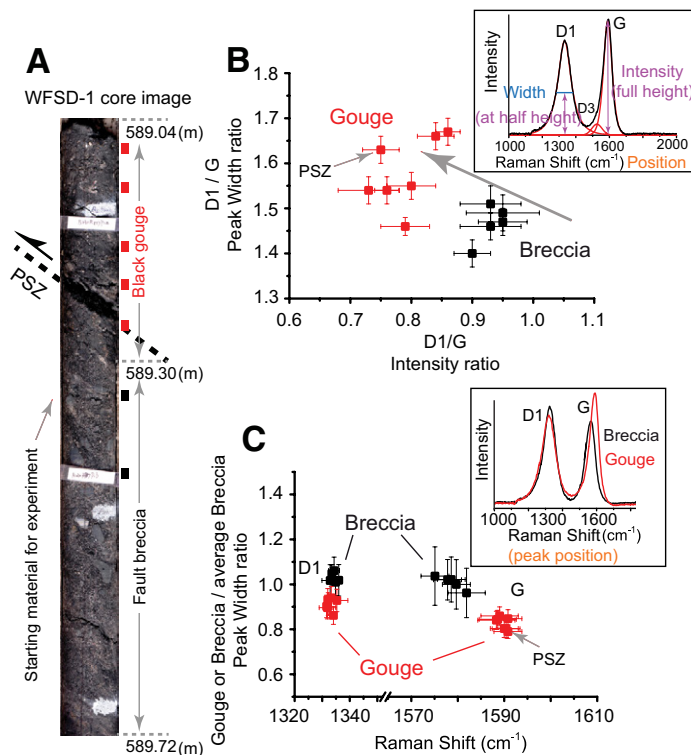 A
WFSD-1 core image
589.04 (m)
Black gouge
PSZ
589.30 (m)
Starting material for experiment
Fault breccia
589.72 (m)
B
D1 / G
Peak Width ratio
1.8
1.7
1.6
1.5
1.4
1.3
Gouge
PSZ
Breccia
0.6 0.7 0.8 0.9 1.0 1.1
D1/G
Intensity ratio
D1 G
Intensity
Width
(at half height)
D3
Intensity
(full height)
1000 1600 2000
Raman Shift (cm-1)
Position
C
Gouge or Breccia / average Breccia
Peak Width ratio
1.4
1.2
1.0
0.8
0.6
Breccia
D1
G
Gouge
PSZ
1320 1340 1570 1590 1610
Raman Shift (cm-1)
D1 G
Intensity
Breccia
Gouge
1000 1300 1600
Raman Shift (cm-1)
(peak position)